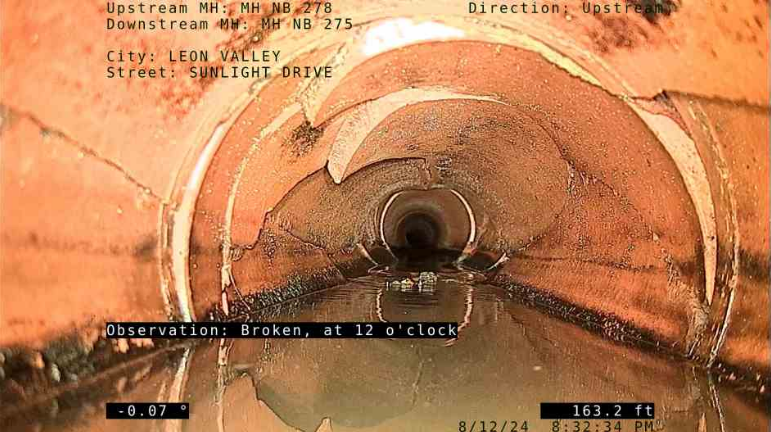 Upstream MH: MH NB 278 Direction: Upstream
Downstream MH: MH NB 275
City: LEON VALLEY
Street: SUNLIGHT DRIVE
Observation: Broken, at 12 o'clock
-0.07 ° 163.2 ft
8/12/24 8:32:34 PM